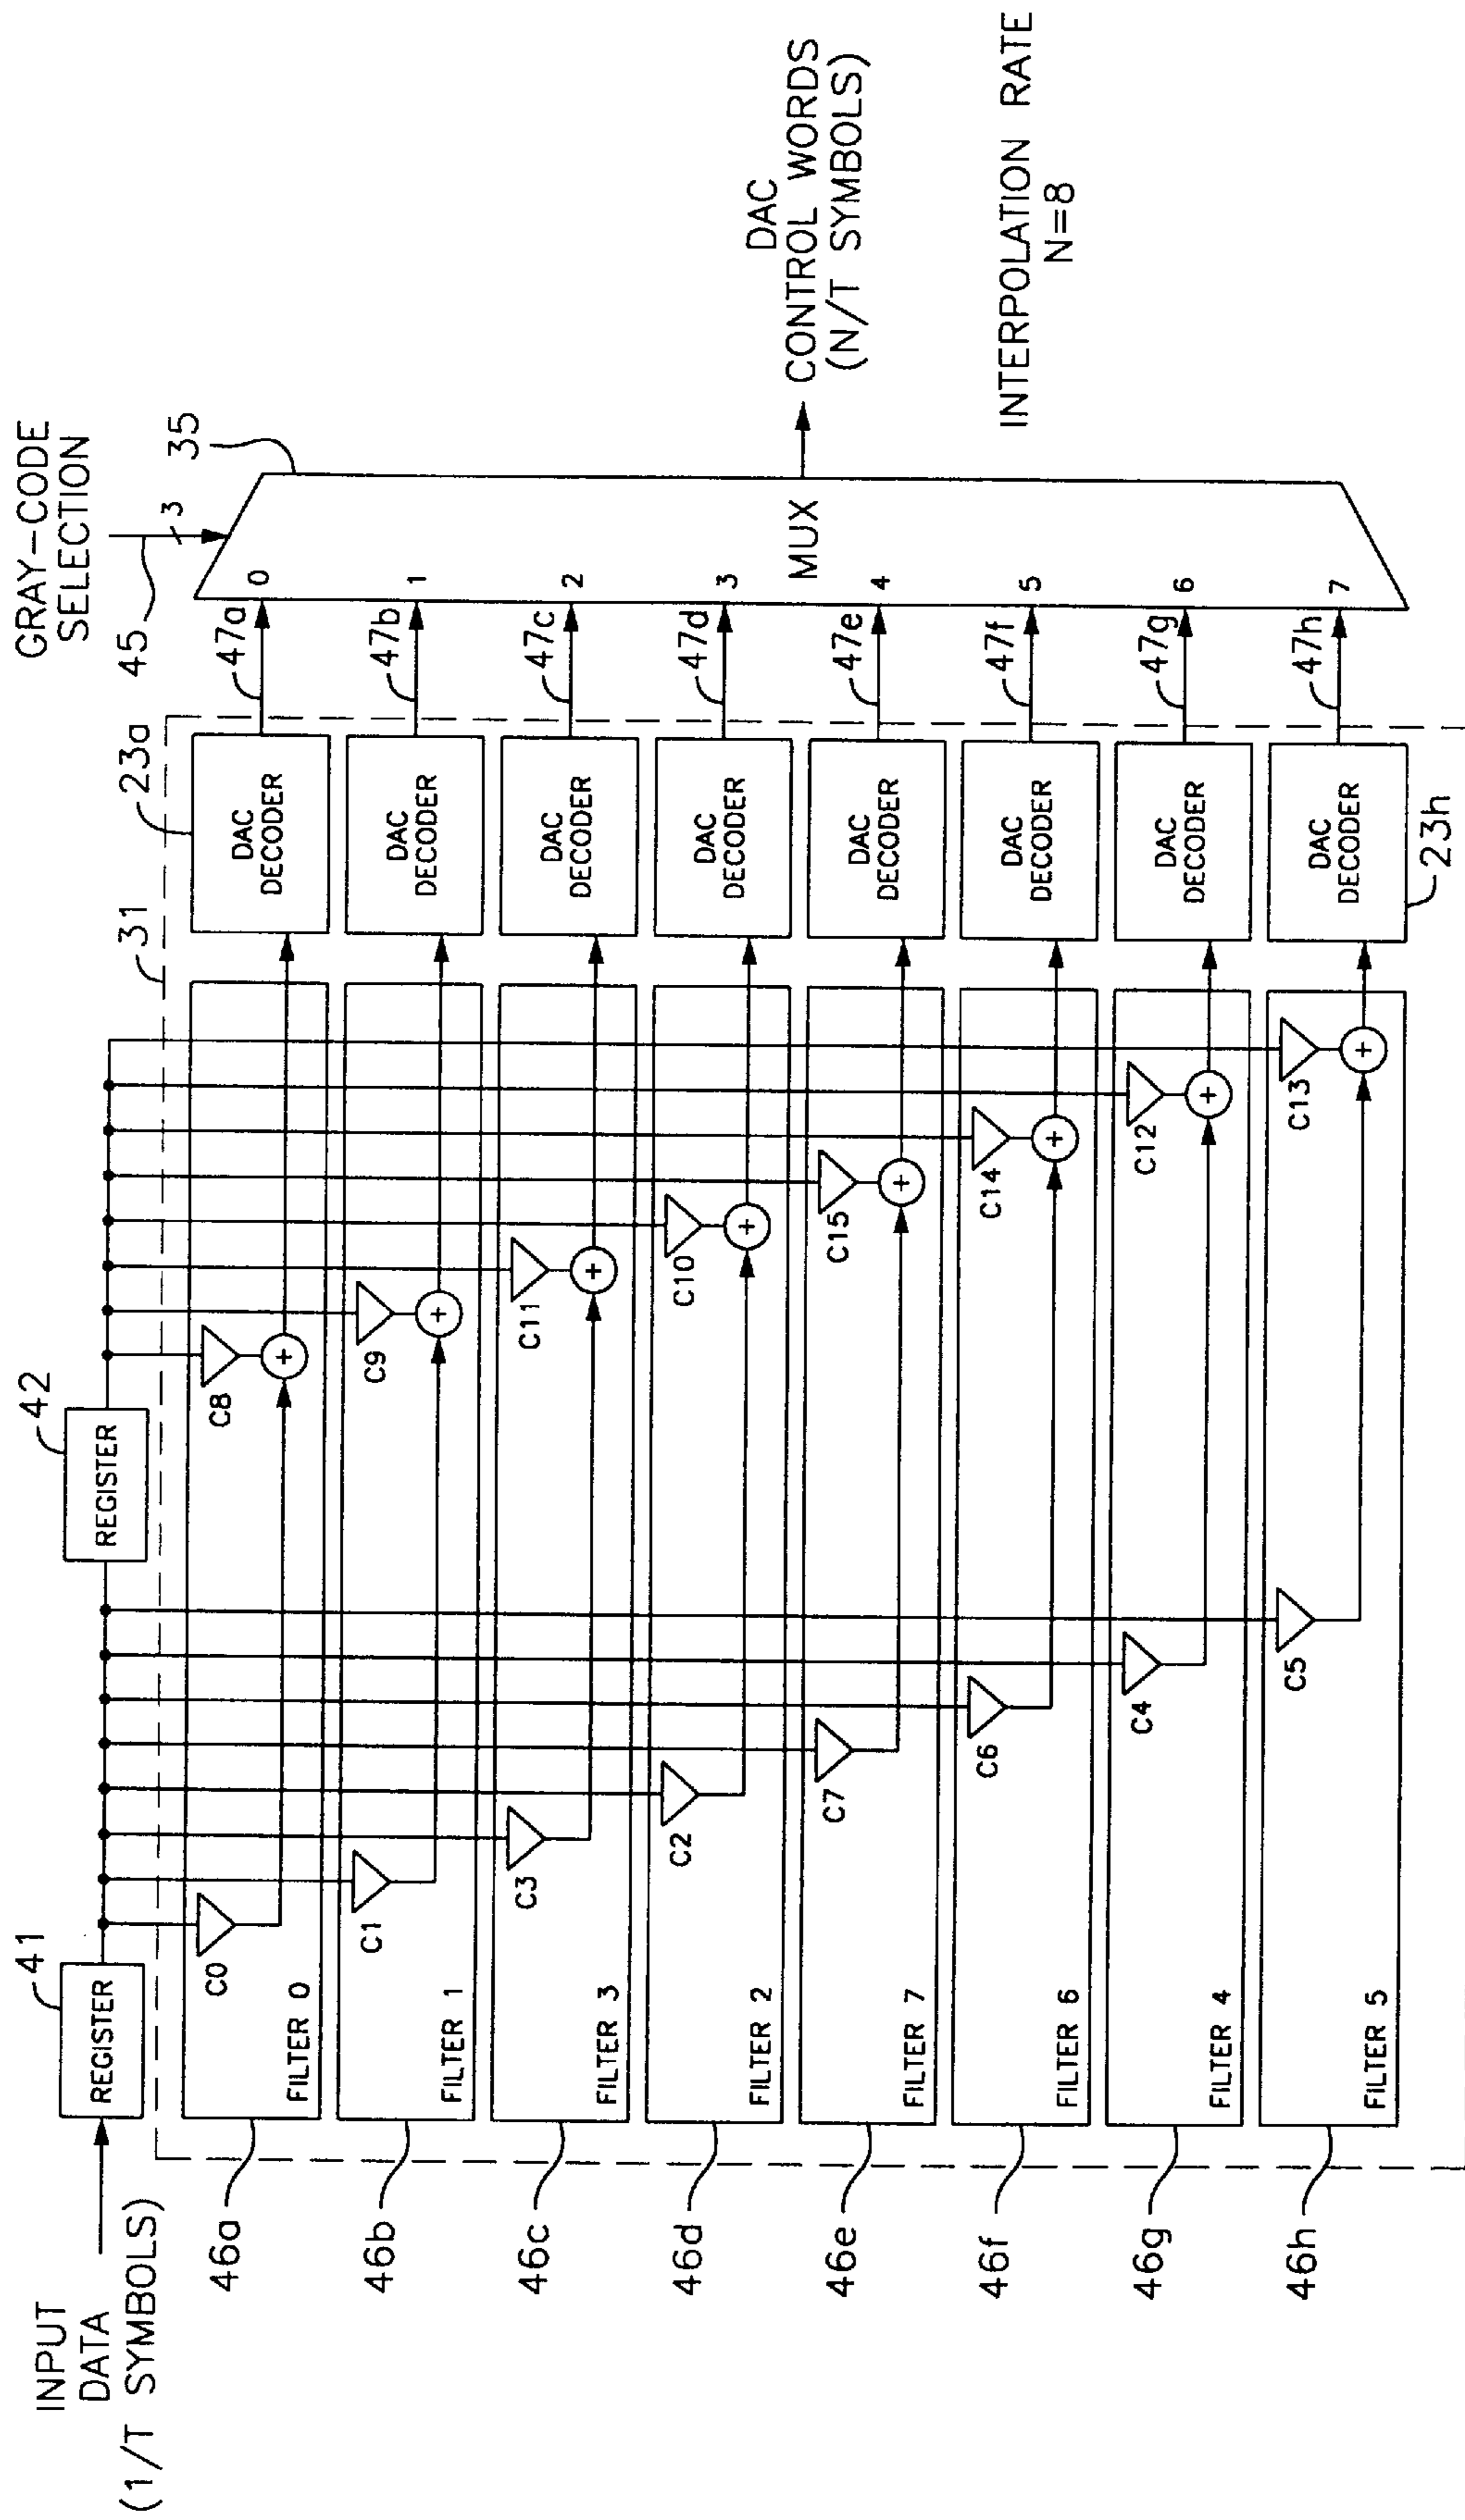 INPUT
DATA
(1/T SYMBOLS)
41
REGISTER
42
REGISTER
31
23a
GRAY-CODE
SELECTION
45
3
35
46a
FILTER 0
C0
C8
DAC
DECODER
47a
0
46b
FILTER 1
C1
C9
DAC
DECODER
47b
1
46c
FILTER 3
C3
C11
DAC
DECODER
47c
2
46d
FILTER 2
C2
C10
DAC
DECODER
47d
3
MUX
46e
FILTER 7
C7
C15
DAC
DECODER
47e
4
46f
FILTER 6
C6
C14
DAC
DECODER
47f
5
46g
FILTER 4
C4
C12
DAC
DECODER
47g
6
46h
FILTER 5
C5
C13
DAC
DECODER
47h
7
23h
DAC
CONTROL WORDS
(N/T SYMBOLS)
INTERPOLATION RATE
N=8